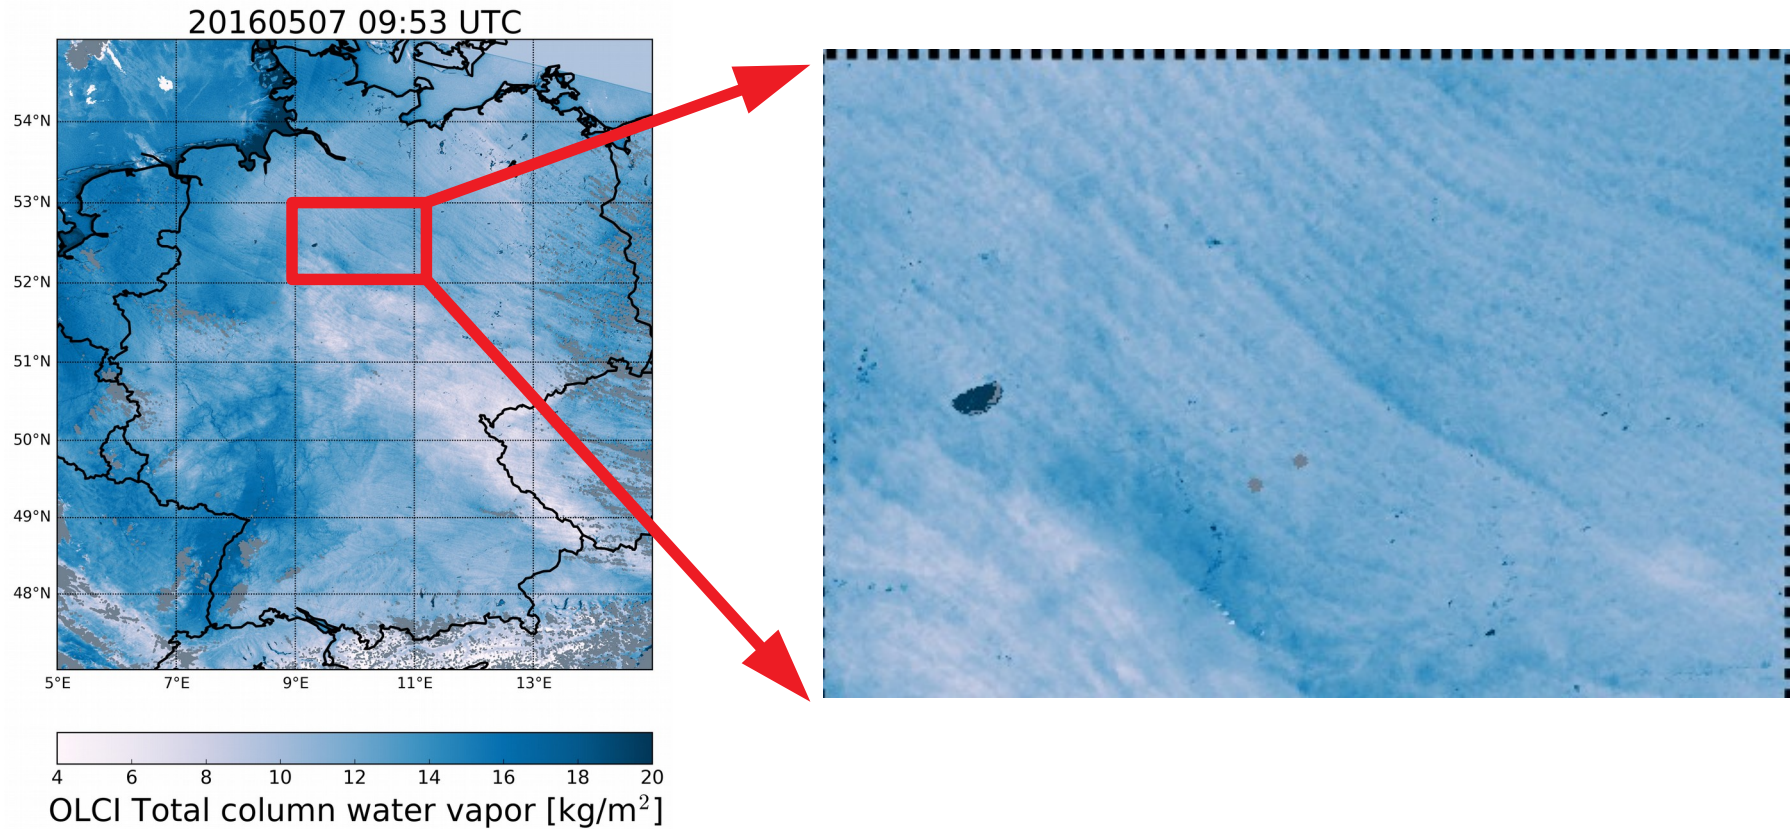 20160507 09:53 UTC
54°N
53°N
52°N
51°N
50°N
49°N
48°N
5°E 7°E 9°E 11°E 13°E
4 6 8 10 12 14 16 18 20
OLCI Total column water vapor [kg/m²]